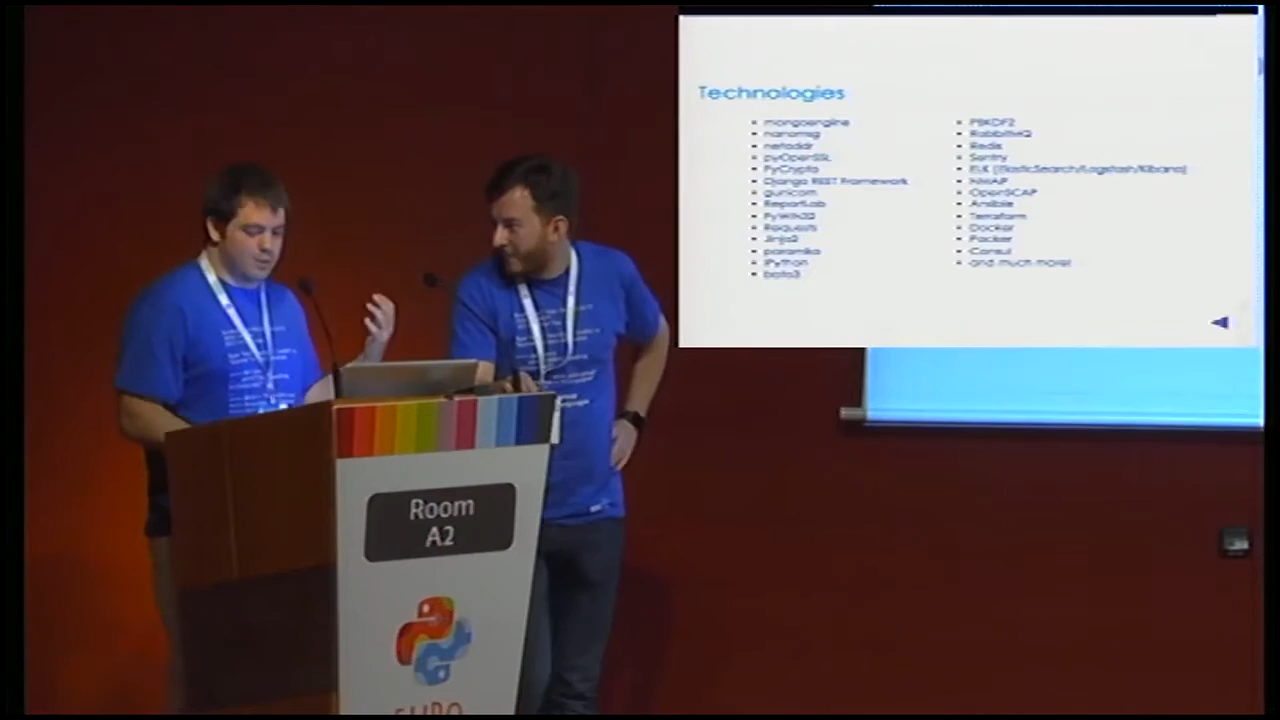 Technologies
mongoengine
nanomsg
netaddr
pyOpenSSL
PyCrypto
Django REST Framework
gunicorn
ReportLab
PyWin32
Requests
Jinja2
paramiko
iPython
boto3
PBKDF2
RabbitMQ
Redis
Sentry
ELK (ElasticSearch/Logstash/Kibana)
NMAP
OpenSCAP
Ansible
Terraform
Docker
Packer
Consul
and much more!
Room
A2
EURO